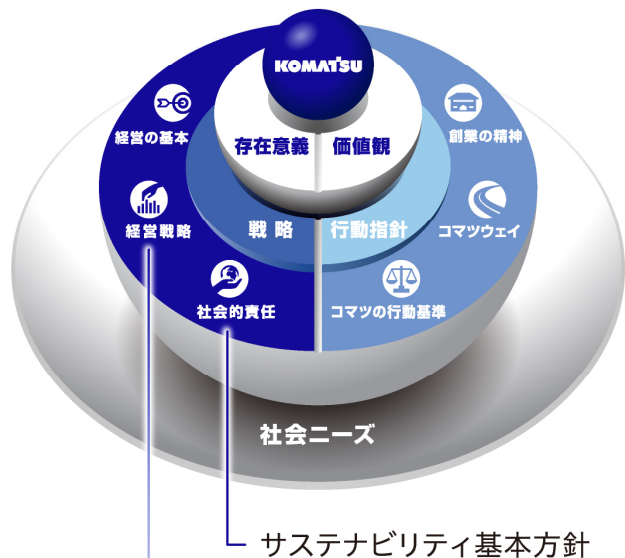 KOMATSU
存在意義
価値観
経営の基本
創業の精神
戦略
行動指針
経営戦略
コマツウェイ
社会的責任
コマツの行動基準
社会ニーズ
サステナビリティ基本方針